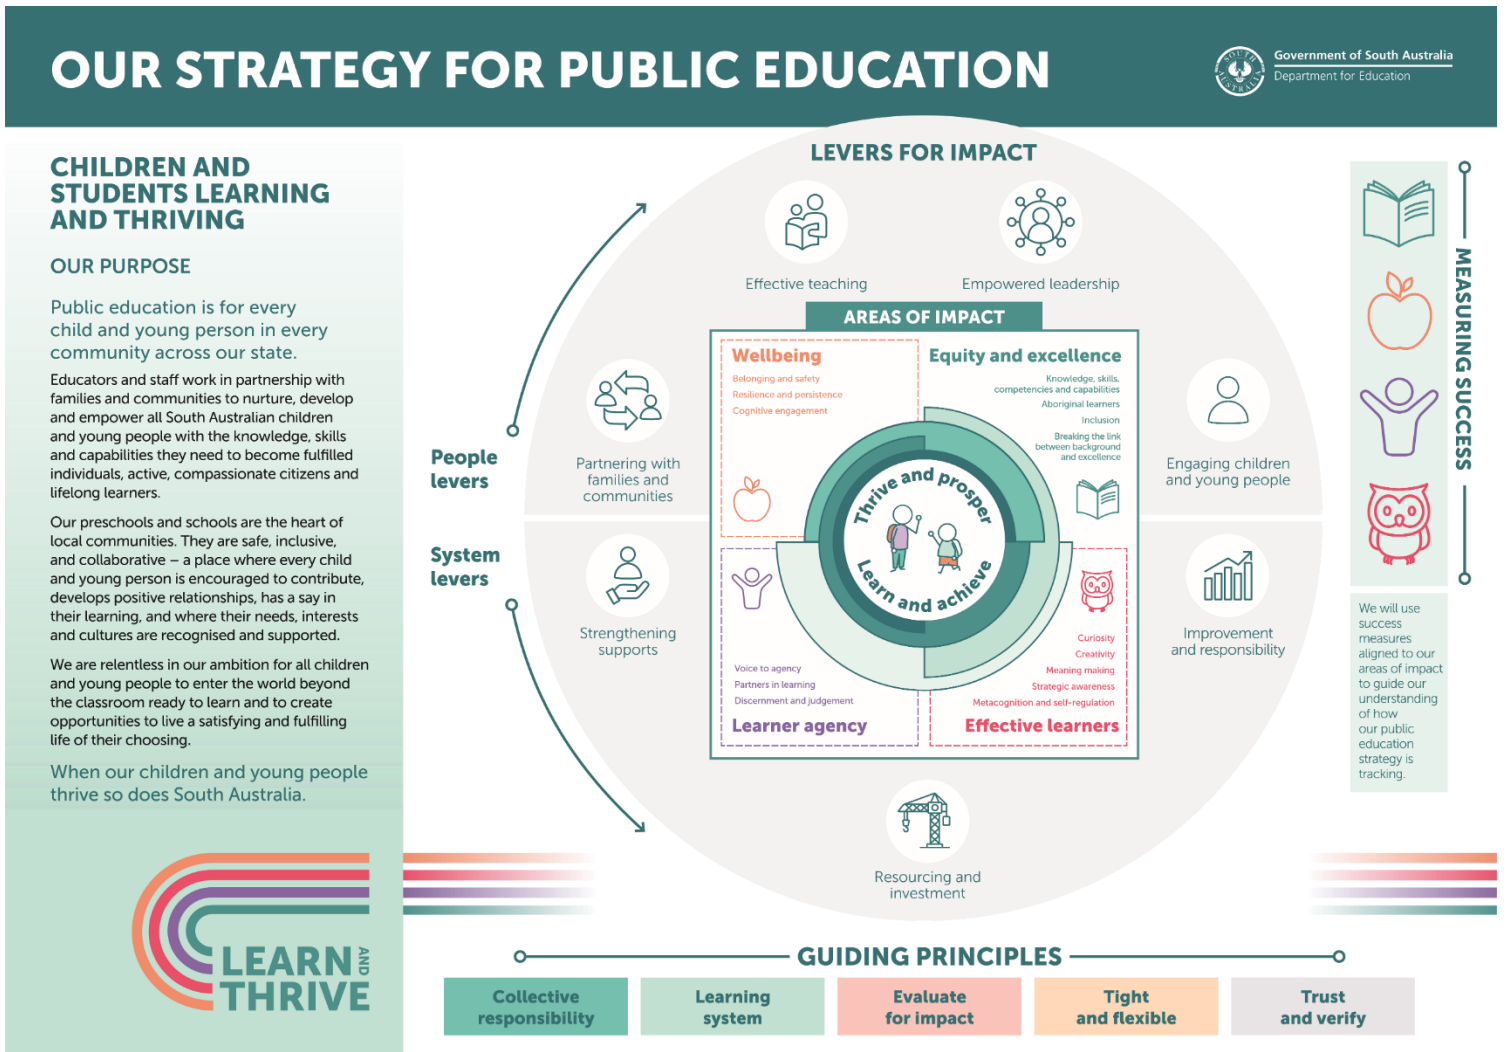 OUR STRATEGY FOR PUBLIC EDUCATION
SOUTH
AUSTRALIA
Government of South Australia
Department for Education
CHILDREN AND
STUDENTS LEARNING
AND THRIVING
OUR PURPOSE
Public education is for every
child and young person in every
community across our state.
Educators and staff work in partnership with
families and communities to nurture, develop
and empower all South Australian children
and young people with the knowledge, skills
and capabilities they need to become fulfilled
individuals, active, compassionate citizens and
lifelong learners.
Our preschools and schools are the heart of
local communities. They are safe, inclusive,
and collaborative – a place where every child
and young person is encouraged to contribute,
develops positive relationships, has a say in
their learning, and where their needs, interests
and cultures are recognised and supported.
We are relentless in our ambition for all children
and young people to enter the world beyond
the classroom ready to learn and to create
opportunities to live a satisfying and fulfilling
life of their choosing.
When our children and young people
thrive so does South Australia.
LEARN AND
THRIVE
LEVERS FOR IMPACT
Effective teaching
Empowered leadership
People
levers
System
levers
Partnering with
families and
communities
Engaging children
and young people
Strengthening
supports
Improvement
and responsibility
Resourcing and
investment
AREAS OF IMPACT
Wellbeing
Belonging and safety
Resilience and persistence
Cognitive engagement
Equity and excellence
Knowledge, skills,
competencies and capabilities
Aboriginal learners
Inclusion
Breaking the link
between background
and excellence
Thrive and prosper
Learn and achieve
Voice to agency
Partners in learning
Discernment and judgement
Learner agency
Curiosity
Creativity
Meaning making
Strategic awareness
Metacognition and self-regulation
Effective learners
MEASURING SUCCESS
We will use
success
measures
aligned to our
areas of impact
to guide our
understanding
of how
our public
education
strategy is
tracking.
GUIDING PRINCIPLES
Collective
responsibility
Learning
system
Evaluate
for impact
Tight
and flexible
Trust
and verify